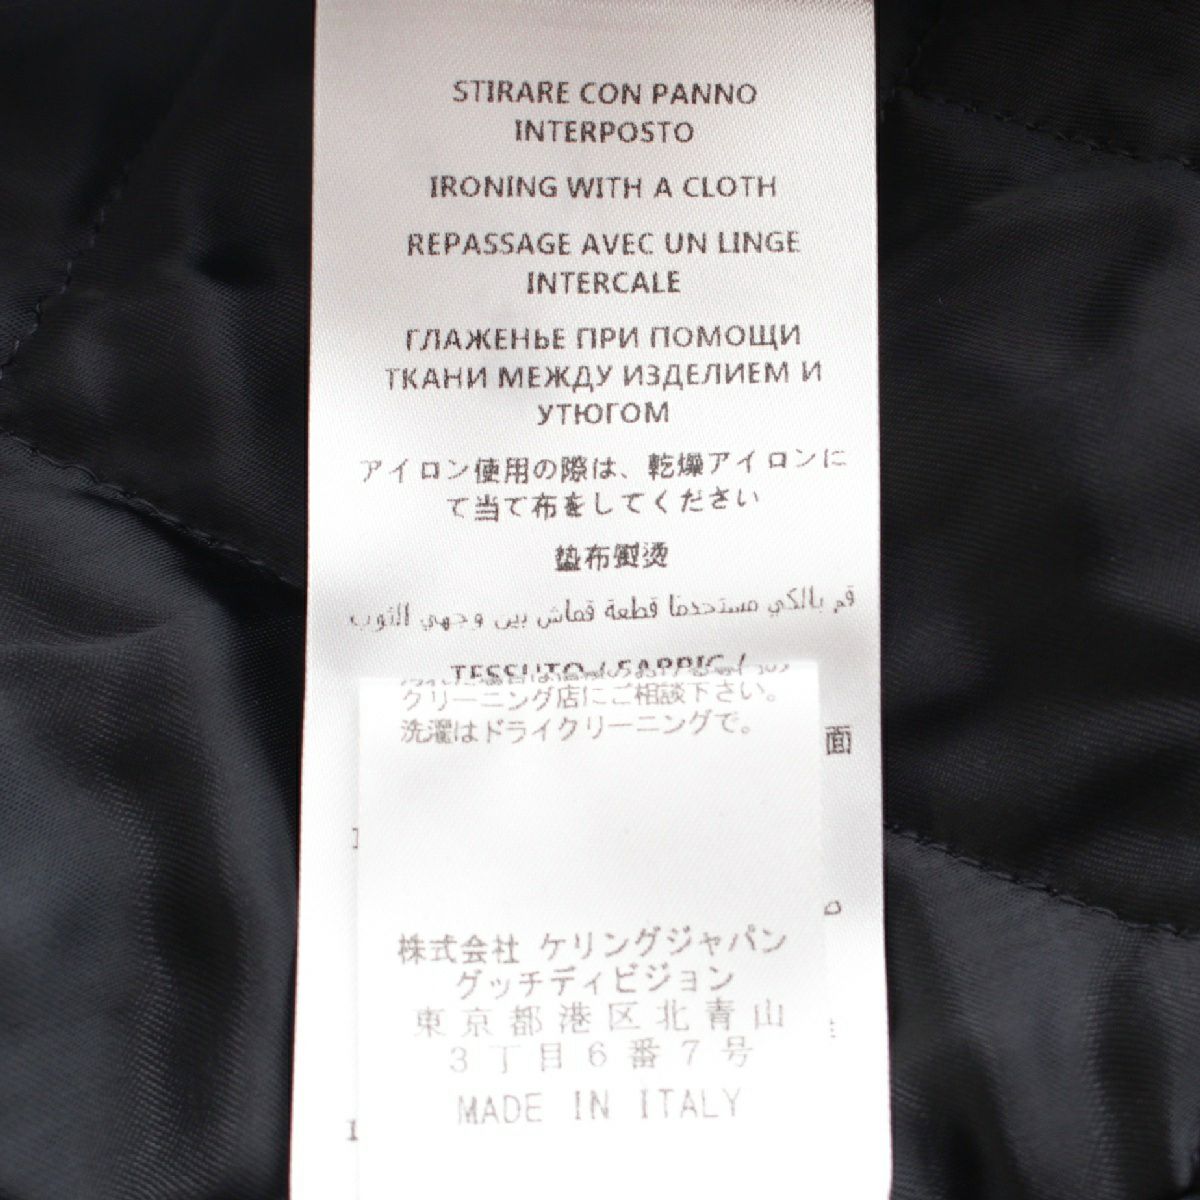 STIRARE CON PANNO
INTERPOSTO
IRONING WITH A CLOTH
REPASSAGE AVEC UN LINGE
INTERCALE
ГЛАЖЕНЬЕ ПРИ ПОМОЩИ
ТКАНИ МЕЖДУ ИЗДЕЛИЕМ И
УТЮГОМ
アイロン使用の際は、乾燥アイロンに
て当て布をしてください
垫布熨烫
قم بالكي مستخدما قطعة قماش بين وجهي الثوب
TESSUTO / FABRIC /
クリーニング店にご相談下さい。
洗濯はドライクリーニングで。
面
株式会社 ケリングジャパン
グッチディビジョン
東京都港区北青山
3丁目6番7号
MADE IN ITALY